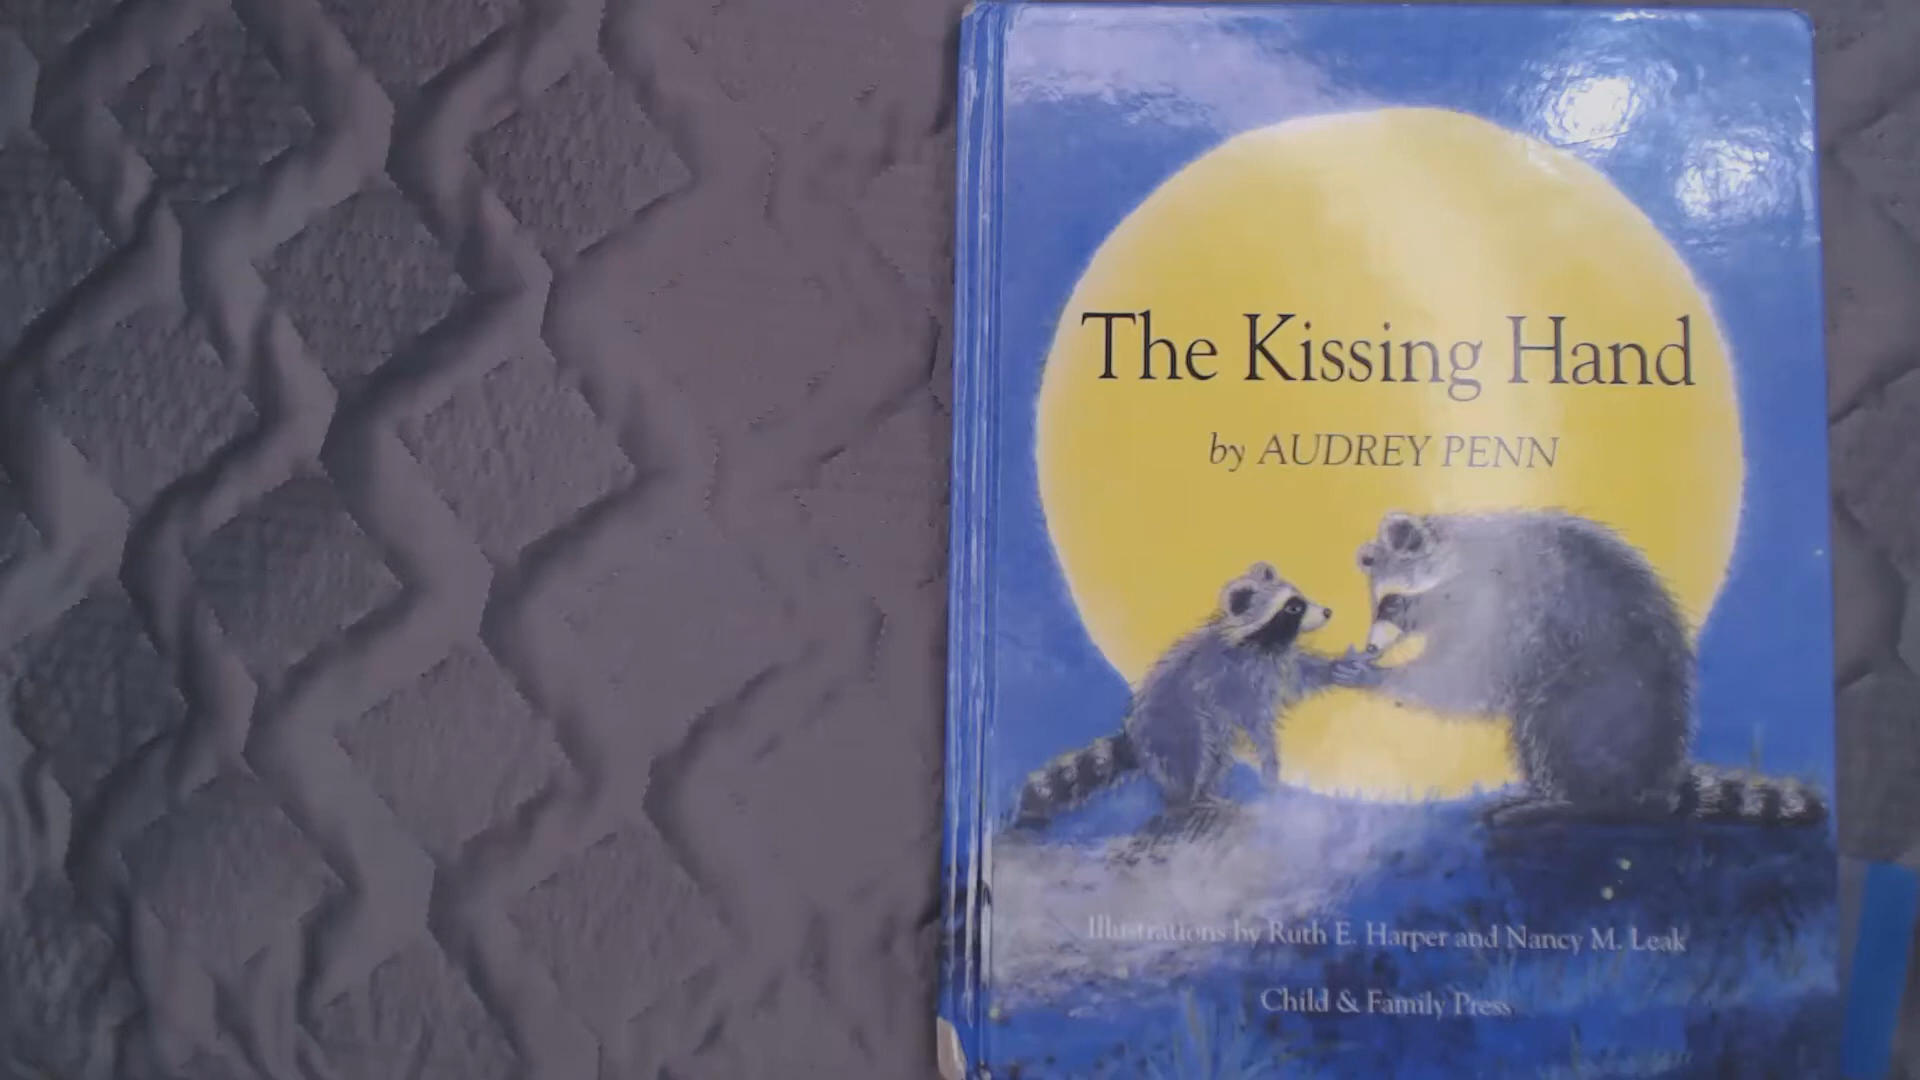 The Kissing Hand
by AUDREY PENN
Illustrations by Ruth E. Harper and Nancy M. Leak
Child & Family Press